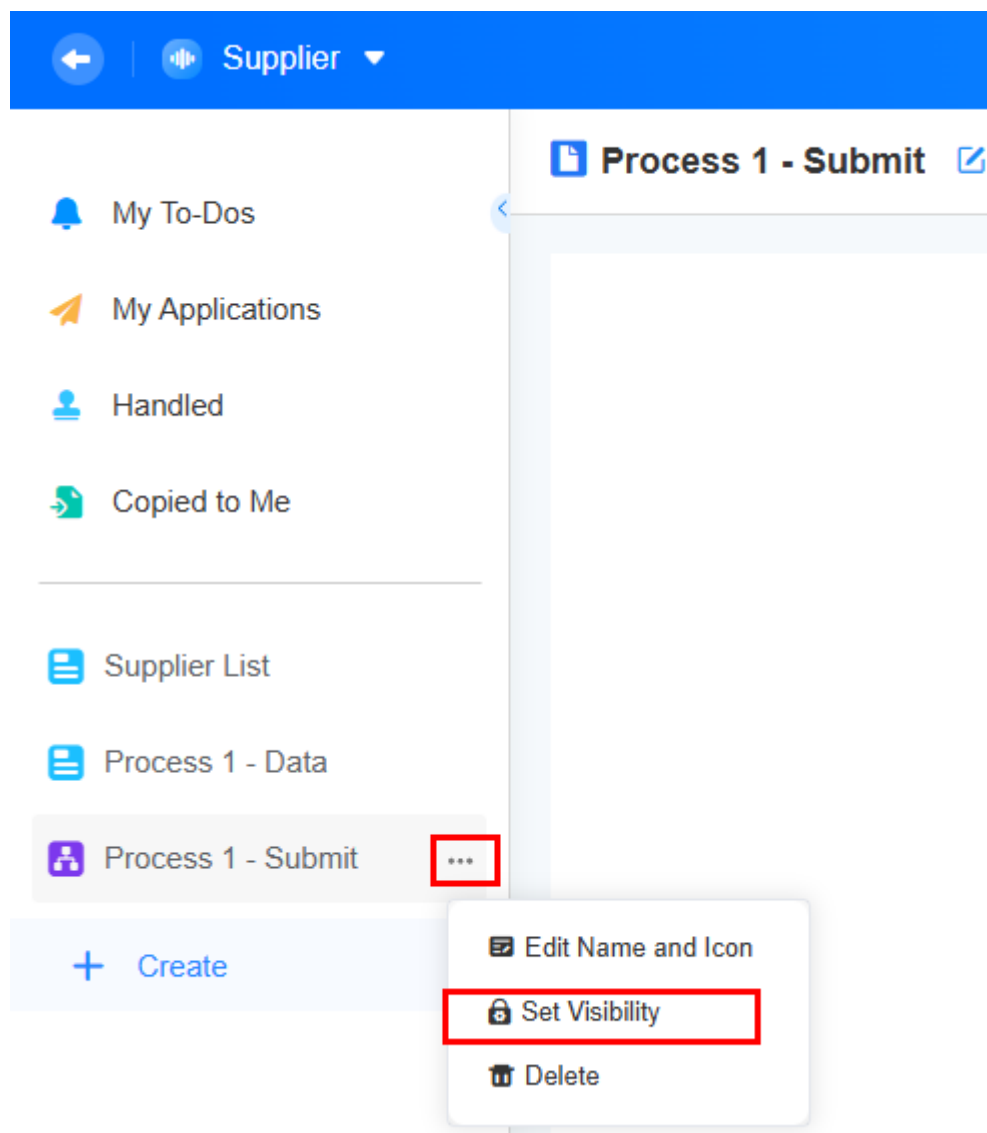 Supplier
Process 1 - Submit
My To-Dos
My Applications
Handled
Copied to Me
Supplier List
Process 1 - Data
Process 1 - Submit
Create
Edit Name and Icon
Set Visibility
Delete